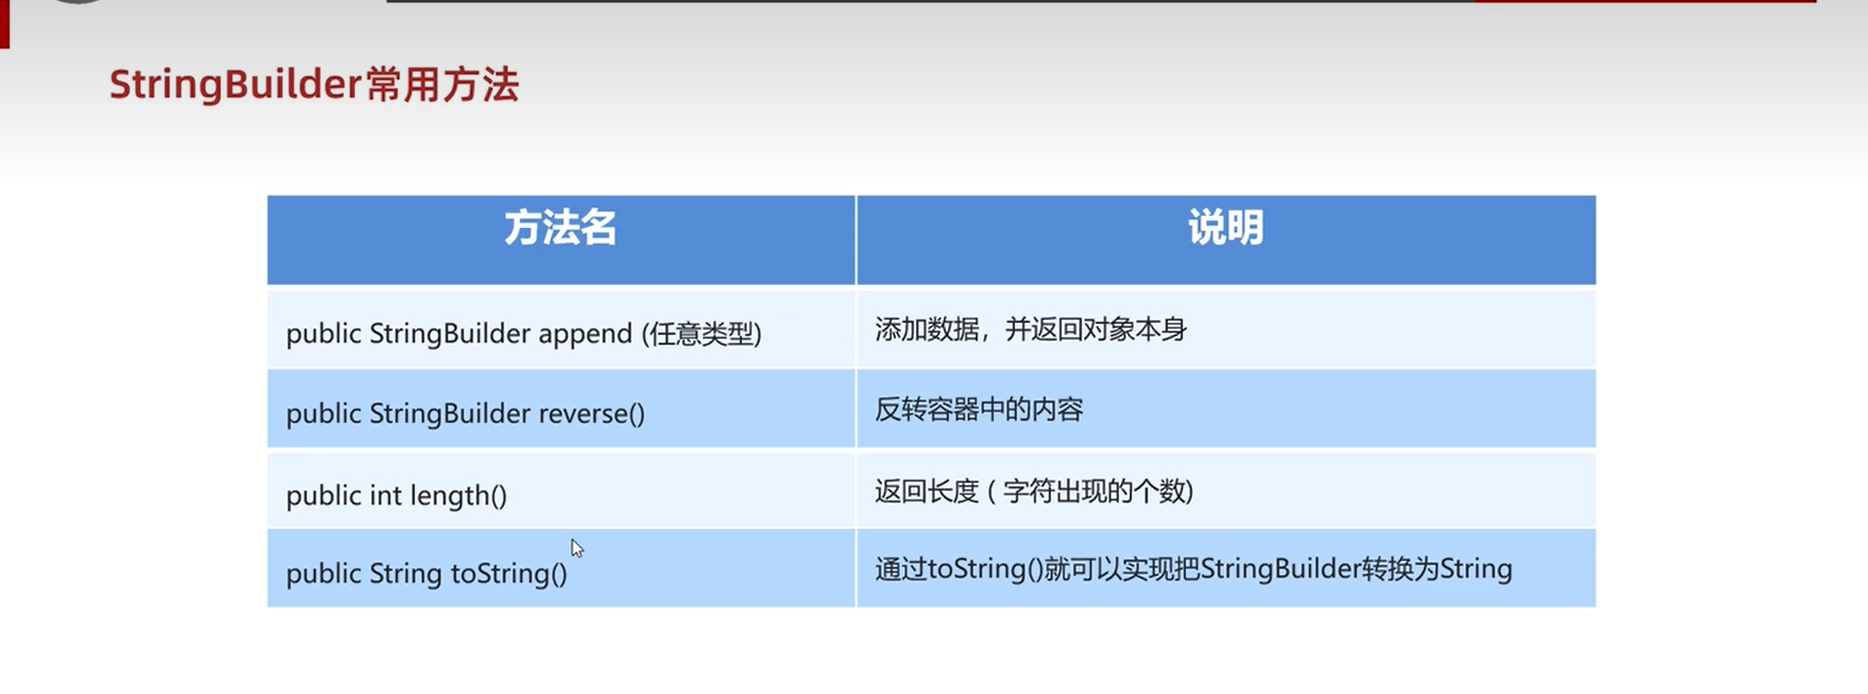 StringBuilder常用方法
方法名
说明
public StringBuilder append (任意类型)
添加数据，并返回对象本身
public StringBuilder reverse()
反转容器中的内容
public int length()
返回长度 ( 字符出现的个数)
public String toString()
通过toString()就可以实现把StringBuilder转换为String